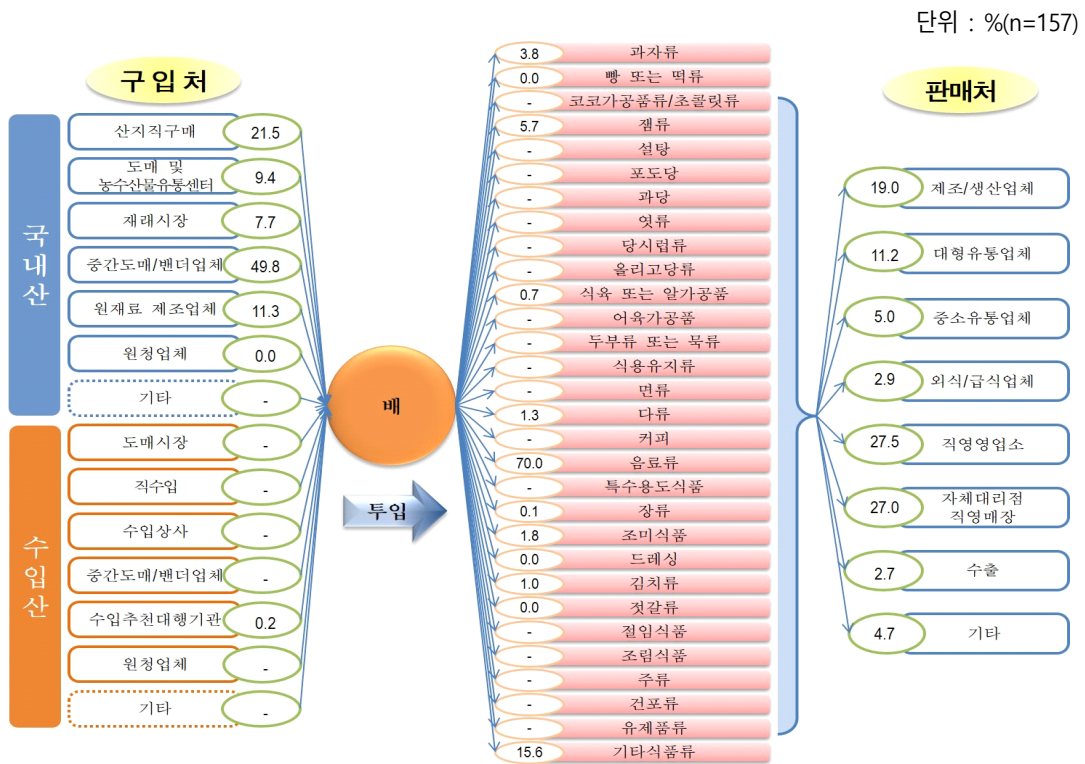 단위 : %(n=157)
구입처
판매처
국내산
산지직구매 21.5
도매 및
농수산물유통센터 9.4
재래시장 7.7
중간도매/밴더업체 49.8
원재료 제조업체 11.3
원청업체 0.0
기타 -
수입산
도매시장 -
직수입 -
수입상사 -
중간도매/밴더업체 -
수입추천대행기관 0.2
원청업체 -
기타 -
배
투입
3.8 과자류
0.0 빵 또는 떡류
- 코코가공품류/초콜릿류
5.7 잼류
- 설탕
- 포도당
- 과당
- 엿류
- 당시럽류
- 올리고당류
0.7 식육 또는 알가공품
- 어육가공품
- 두부류 또는 묵류
- 식용유지류
- 면류
1.3 다류
- 커피
70.0 음료류
- 특수용도식품
0.1 장류
1.8 조미식품
0.0 드레싱
1.0 김치류
0.0 젓갈류
- 절임식품
- 조림식품
- 주류
- 건포류
- 유제품류
15.6 기타식품류
19.0 제조/생산업체
11.2 대형유통업체
5.0 중소유통업체
2.9 외식/급식업체
27.5 직영영업소
27.0 자체대리점
직영매장
2.7 수출
4.7 기타